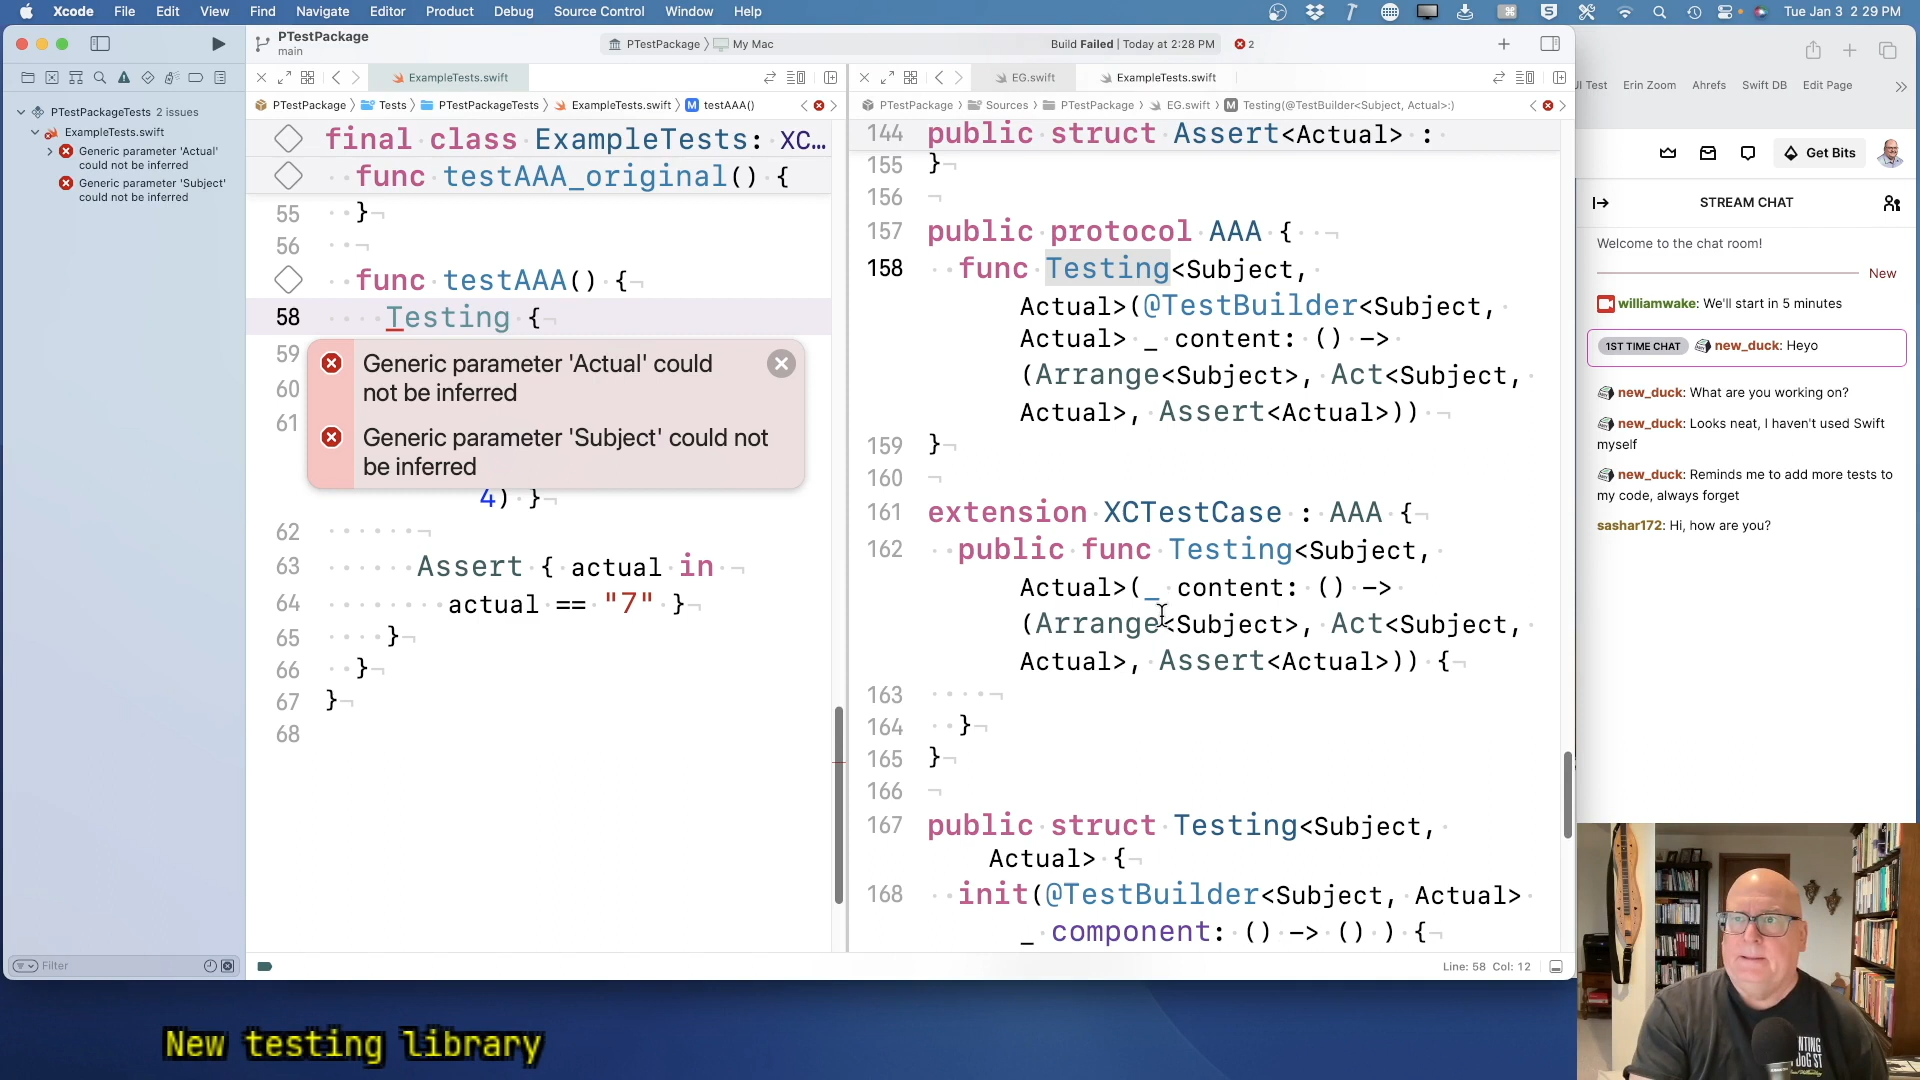 Xcode File Edit View Find Navigate Editor Product Debug Source Control Window Help
Tue Jan 3 2:29 PM
PTestPackage
main
PTestPackage My Mac
Build Failed | Today at 2:28 PM
2
ExampleTests.swift
EG.swift
ExampleTests.swift
PTestPackage Tests PTestPackageTests ExampleTests.swift M testAAA()
PTestPackage Sources PTestPackage EG.swift M Testing(@TestBuilder<Subject, Actual>:)
PTestPackageTests 2 issues
ExampleTests.swift
Generic parameter 'Actual'
could not be inferred
Generic parameter 'Subject'
could not be inferred
Filter
final class ExampleTests: XC…
func testAAA_original() {
55 }
56
func testAAA() {
58 Testing {
59
60
61
Generic parameter 'Actual' could
not be inferred
Generic parameter 'Subject' could not
be inferred
4) }
62
63 Assert { actual in
64 actual == "7" }
65 }
66 }
67 }
68
144 public struct Assert<Actual> :
155 }
156
157 public protocol AAA {
158 func Testing<Subject,
Actual>(@TestBuilder<Subject,
Actual> _ content: () ->
(Arrange<Subject>, Act<Subject,
Actual>, Assert<Actual>))
159 }
160
161 extension XCTestCase : AAA {
162 public func Testing<Subject,
Actual>(_ content: () ->
(Arrange<Subject>, Act<Subject,
Actual>, Assert<Actual>)) {
163
164 }
165 }
166
167 public struct Testing<Subject,
Actual> {
168 init(@TestBuilder<Subject, Actual>
_ component: () -> () ) {
Line: 58 Col: 12
UI Test Erin Zoom Ahrefs Swift DB Edit Page
Get Bits
STREAM CHAT
Welcome to the chat room!
New
williamwake: We'll start in 5 minutes
1ST TIME CHAT new_duck: Heyo
new_duck: What are you working on?
new_duck: Looks neat, I haven't used Swift
myself
new_duck: Reminds me to add more tests to
my code, always forget
sashar172: Hi, how are you?
New testing library